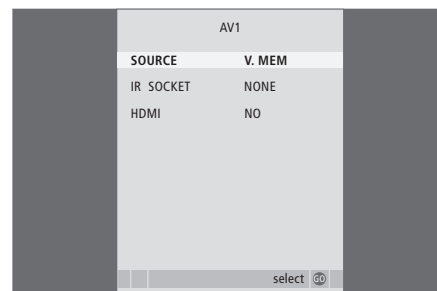 AV1
SOURCE V. MEM
IR SOCKET NONE
HDMI NO
select GO